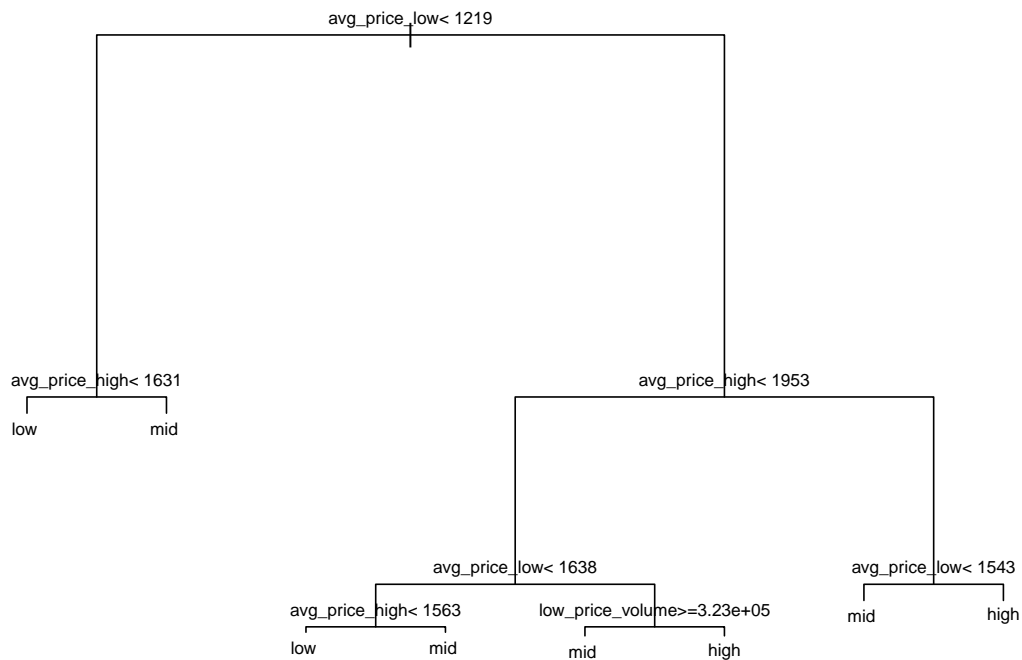 avg_price_low< 1219
avg_price_high< 1631
avg_price_high< 1953
low
mid
avg_price_low< 1638
avg_price_low< 1543
avg_price_high< 1563
low_price_volume>=3.23e+05
mid
high
low
mid
mid
high